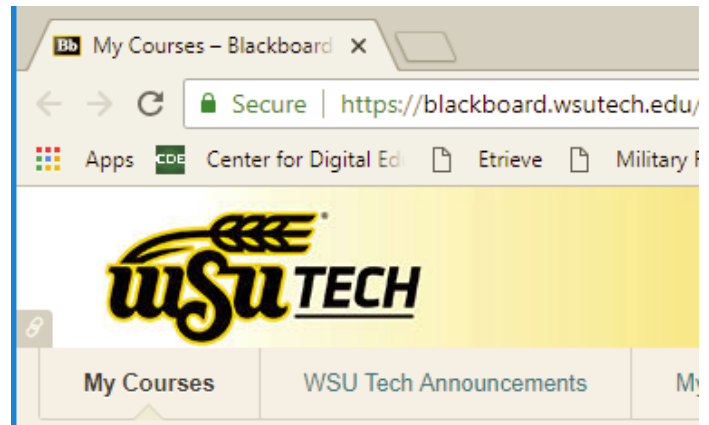 Bb My Courses – Blackboard
Secure https://blackboard.wsutech.edu/
Apps CDE Center for Digital Etrieve Military
wsu TECH
My Courses WSU Tech Announcements